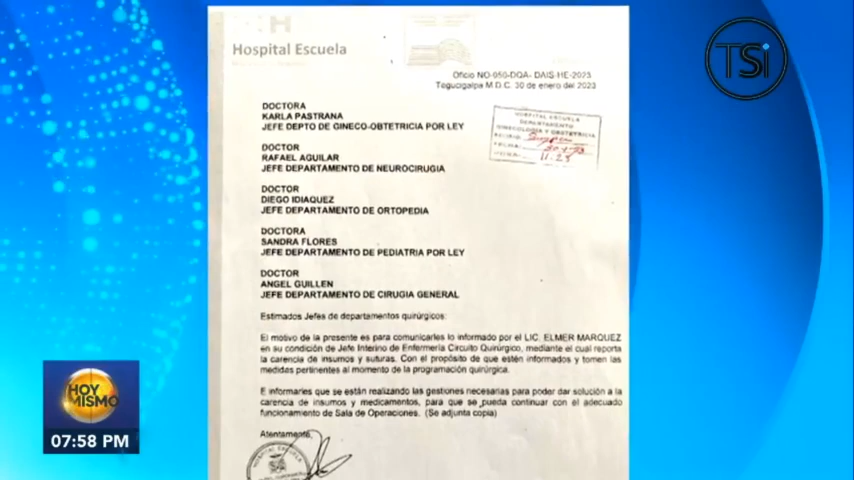 H
Hospital Escuela
TSi
Oficio NO-050-DQA- DAIS-HE-2023
Tegucigalpa M.D.C. 30 de enero del 2023
DOCTORA
KARLA PASTRANA
JEFE DEPTO DE GINECO-OBTETRICIA POR LEY
HOSPITAL ESCUELA
DEPARTAMENTO
GINECOLOGIA Y OBSTETRICIA
FECHA:
HORA: 11:25
DOCTOR
RAFAEL AGUILAR
JEFE DEPARTAMENTO DE NEUROCIRUGIA
DOCTOR
DIEGO IDIAQUEZ
JEFE DEPARTAMENTO DE ORTOPEDIA
DOCTORA
SANDRA FLORES
JEFE DEPARTAMENTO DE PEDIATRIA POR LEY
DOCTOR
ANGEL GUILLEN
JEFE DEPARTAMENTO DE CIRUGIA GENERAL
Estimados Jefes de departamentos quirúrgicos:
El motivo de la presente es para comunicarles lo informado por el LIC. ELMER MARQUEZ
en su condición de Jefe Interino de Enfermería Circuito Quirúrgico, mediante el cual reporta
la carencia de insumos y suturas. Con el propósito de que estén informados y tomen las
medidas pertinentes al momento de la programación quirúrgica.
E informarles que se están realizando las gestiones necesarias para poder dar solución a la
carencia de insumos y medicamentos, para que se pueda continuar con el adecuado
funcionamiento de Sala de Operaciones. (Se adjunta copia)
Atentamente,
HOSPITAL ESCUELA
HOY
MISMO
07:58 PM